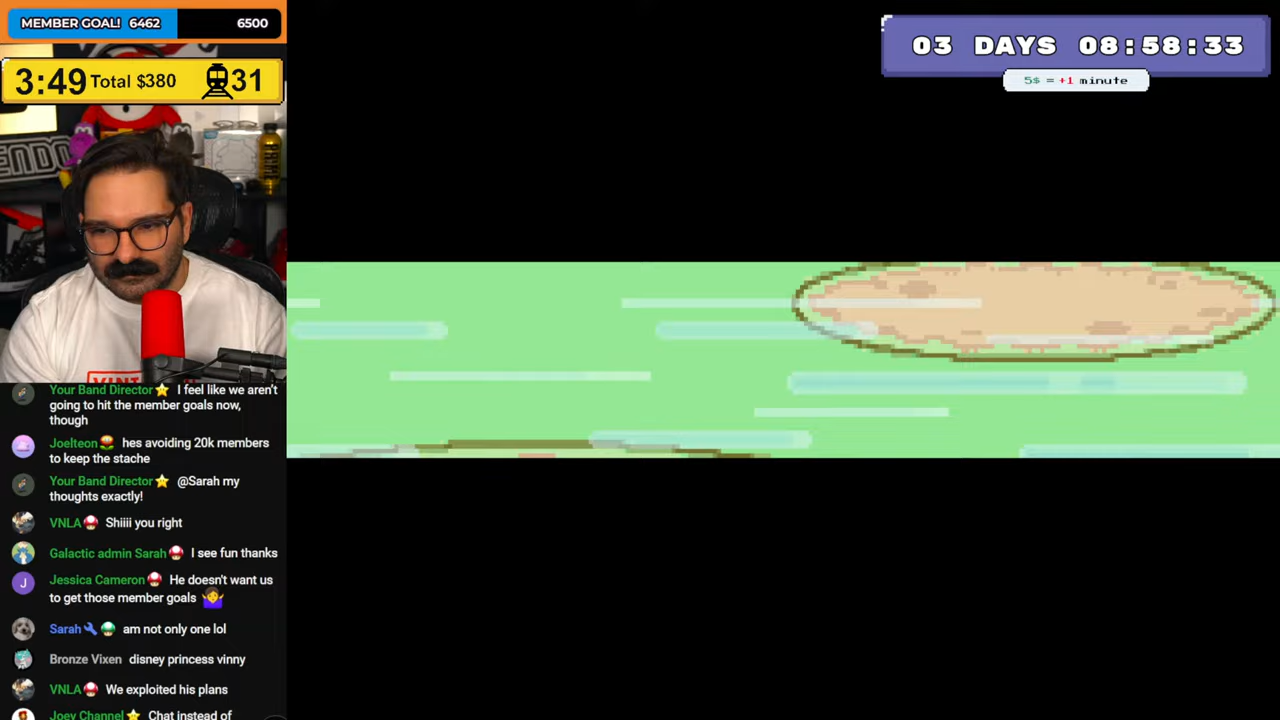 MEMBER GOAL! 6462 6500
3:49 Total $380 31
03 DAYS 08:58:33
5$ = +1 minute
ENDO
Your Band Director I feel like we aren't
going to hit the member goals now,
though
Joelteon hes avoiding 20k members
to keep the stache
Your Band Director @Sarah my
thoughts exactly!
VNLA Shiiii you right
Galactic admin Sarah I see fun thanks
J Jessica Cameron He doesn't want us
to get those member goals
Sarah am not only one lol
Bronze Vixen disney princess vinny
VNLA We exploited his plans
Joey Channel Chat instead of